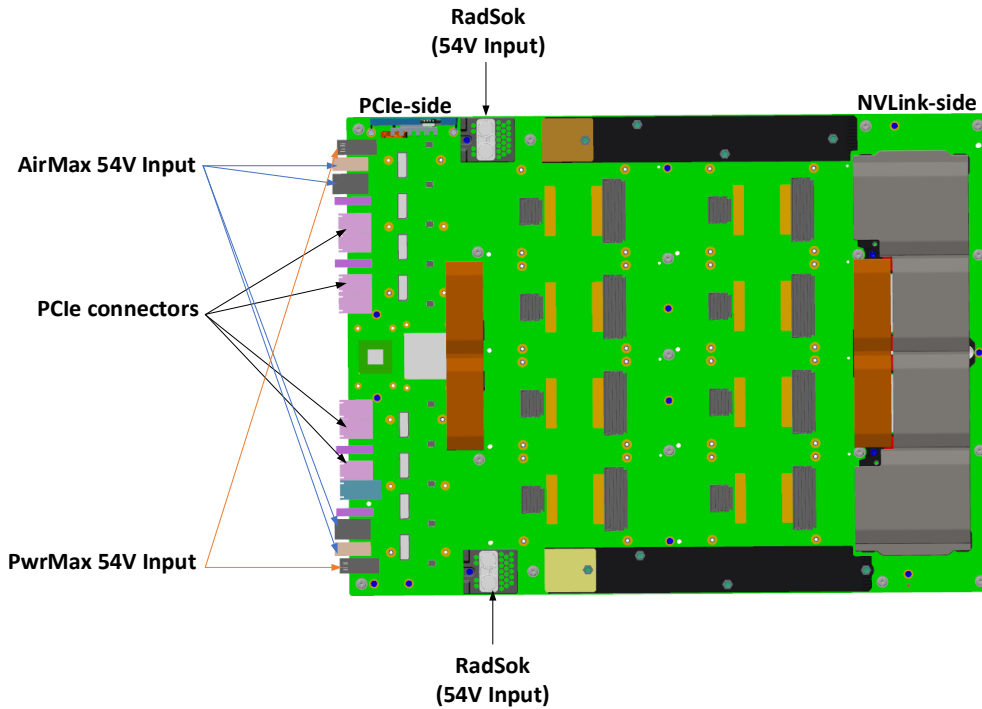 RadSok
(54V Input)
PCIe-side
NVLink-side
AirMax 54V Input
PCIe connectors
PwrMax 54V Input
RadSok
(54V Input)